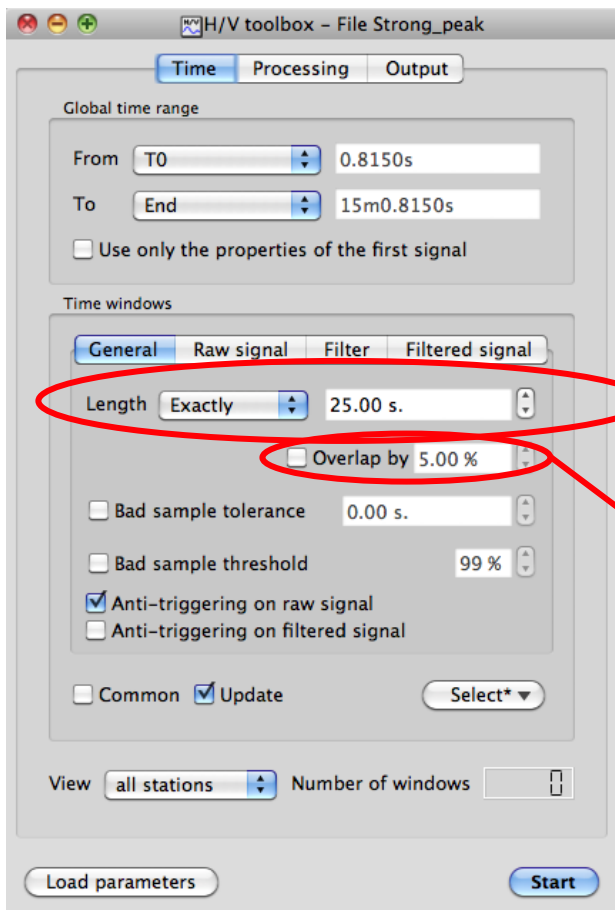 H/V toolbox - File Strong_peak
Time Processing Output
Global time range
From T0 0.8150s
To End 15m0.8150s
Use only the properties of the first signal
Time windows
General Raw signal Filter Filtered signal
Length Exactly 25.00 s.
Overlap by 5.00 %
Bad sample tolerance 0.00 s.
Bad sample threshold 99 %
Anti-triggering on raw signal
Anti-triggering on filtered signal
Common Update Select*
View all stations Number of windows 0
Load parameters Start